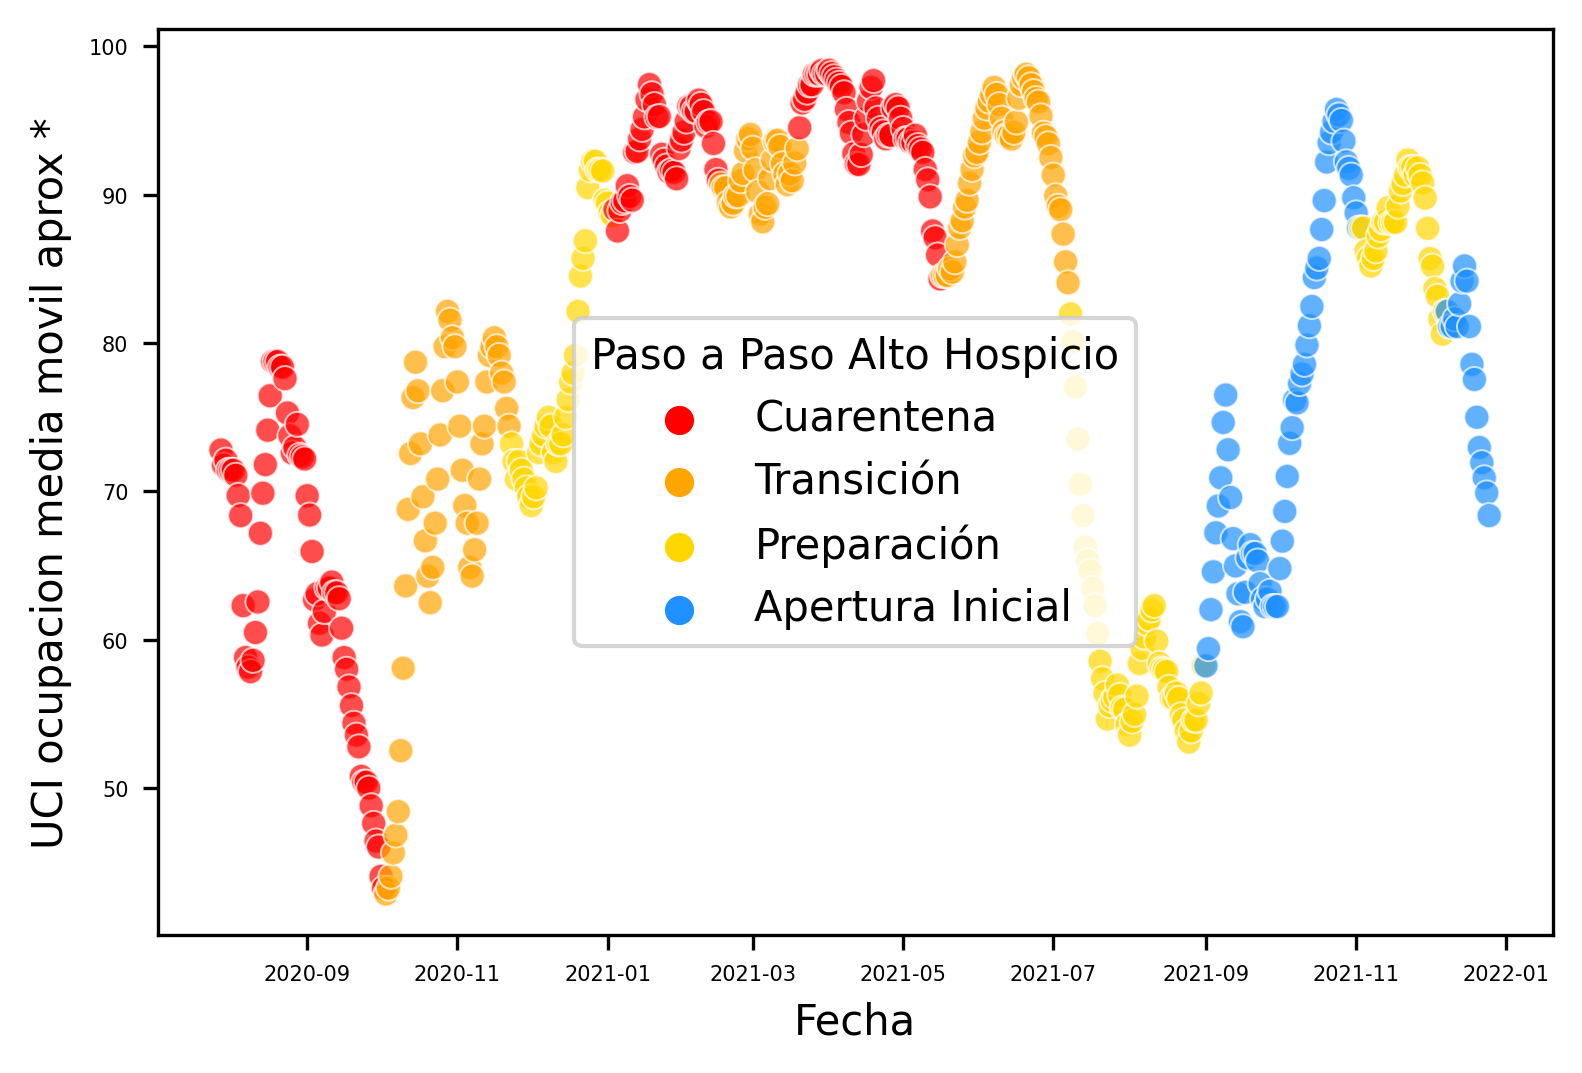 UCI ocupacion media movil aprox *
100
90
80
70
60
50
Paso a Paso Alto Hospicio
Cuarentena
Transición
Preparación
Apertura Inicial
2020-09
2020-11
2021-01
2021-03
2021-05
2021-07
2021-09
2021-11
2022-01
Fecha